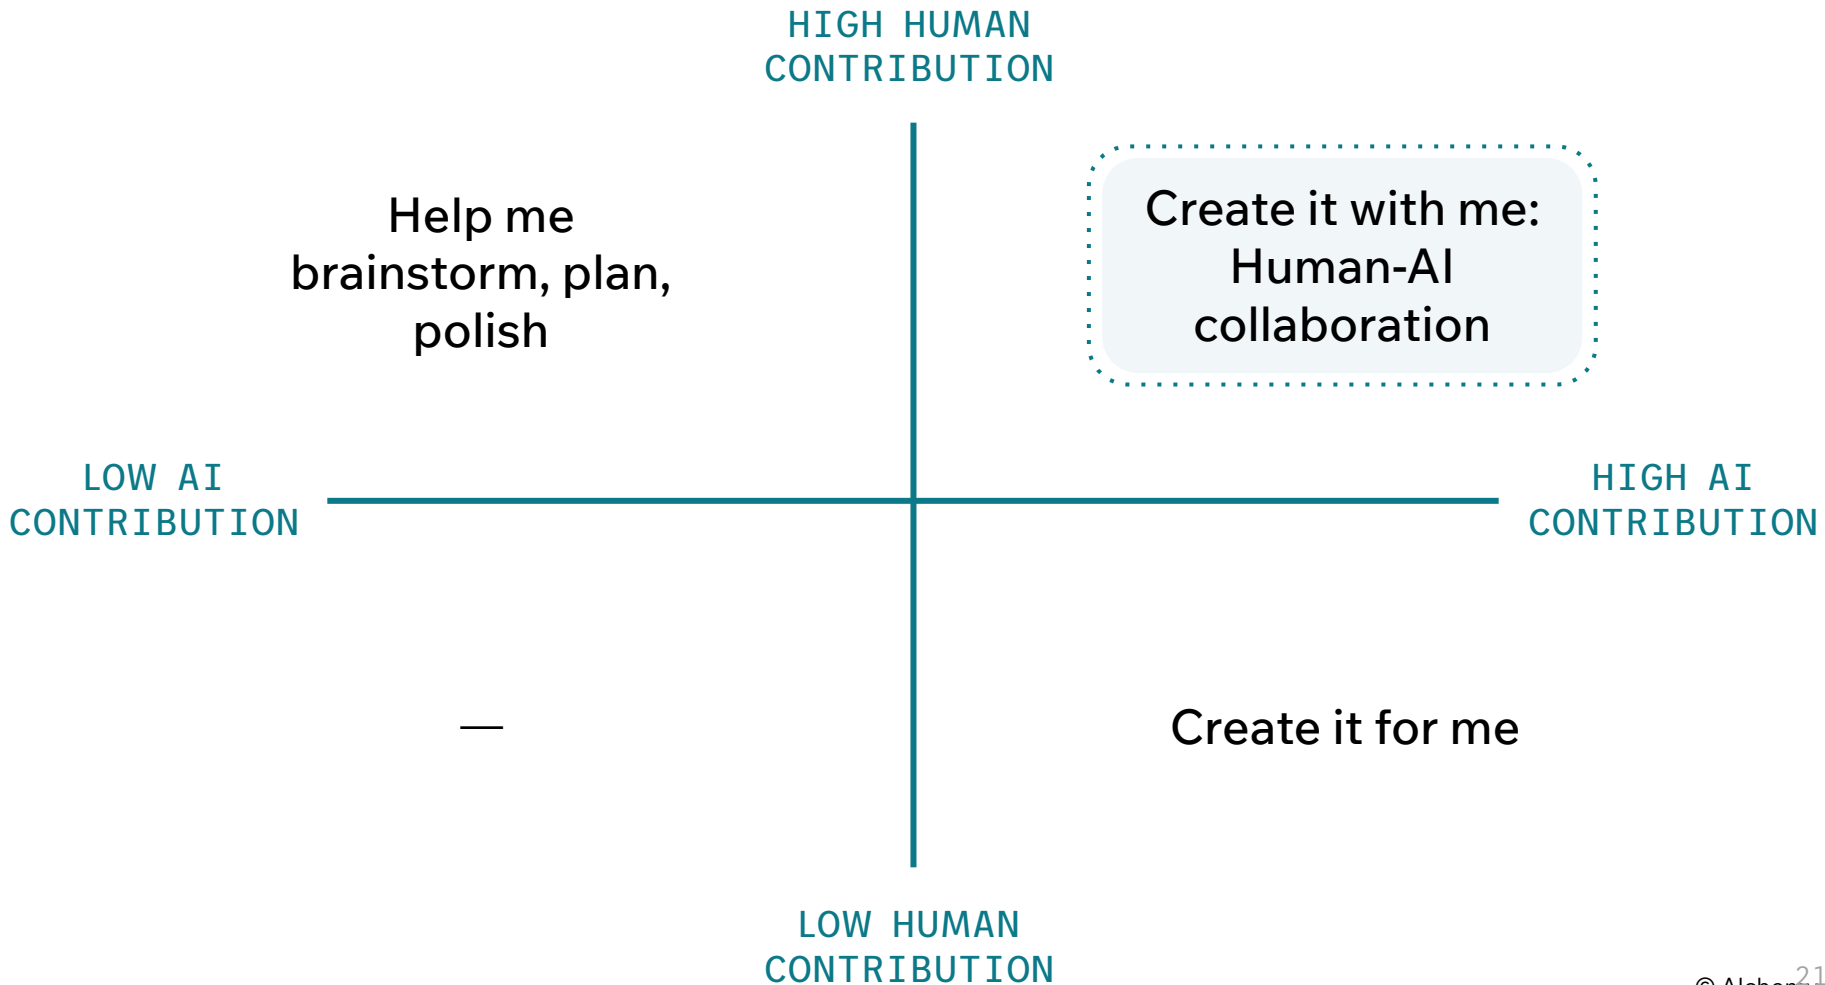 HIGH HUMAN
CONTRIBUTION
Help me
brainstorm, plan,
polish
Create it with me:
Human-AI
collaboration
LOW AI
CONTRIBUTION
HIGH AI
CONTRIBUTION
—
Create it for me
LOW HUMAN
CONTRIBUTION
21
©